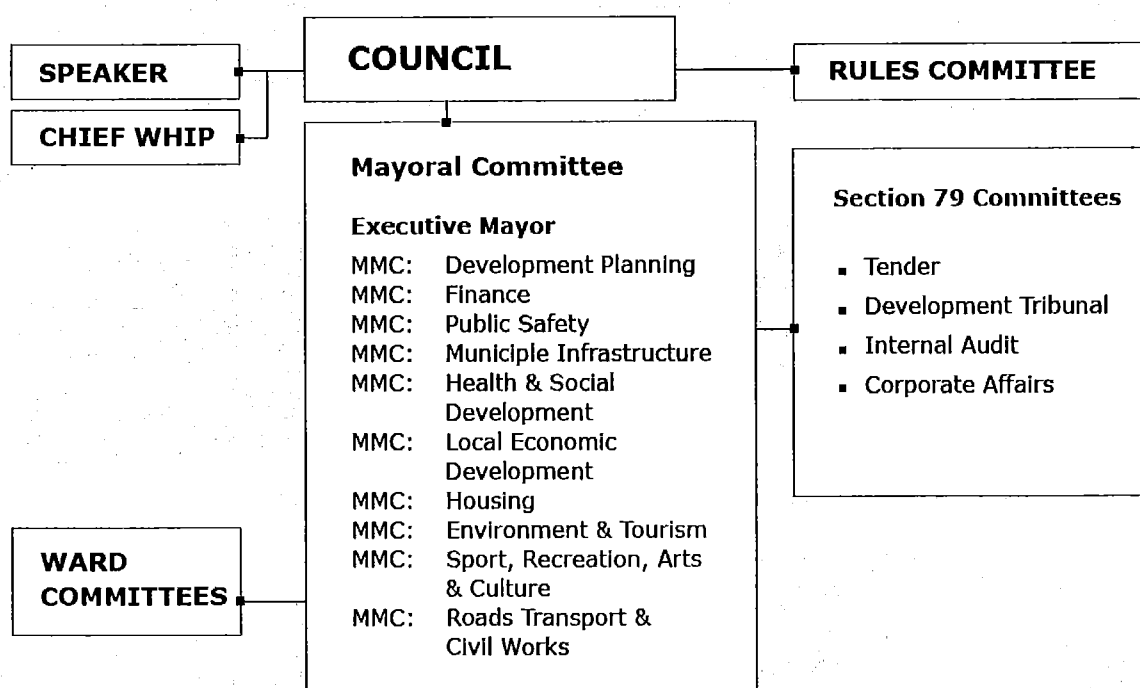 COUNCIL
SPEAKER
CHIEF WHIP
RULES COMMITTEE
Mayoral Committee
Executive Mayor
MMC: Development Planning
MMC: Finance
MMC: Public Safety
MMC: Municiple Infrastructure
MMC: Health & Social
Development
MMC: Local Economic
Development
MMC: Housing
MMC: Environment & Tourism
MMC: Sport, Recreation, Arts
& Culture
MMC: Roads Transport &
Civil Works
Section 79 Committees
▪ Tender
▪ Development Tribunal
▪ Internal Audit
▪ Corporate Affairs
WARD
COMMITTEES